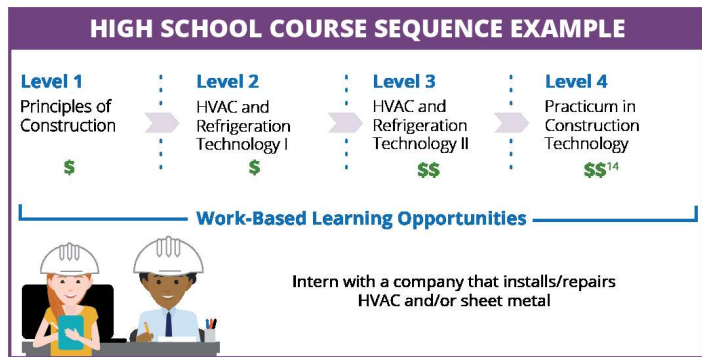 HIGH SCHOOL COURSE SEQUENCE EXAMPLE
Level 1
Principles of
Construction
$
Level 2
HVAC and
Refrigeration
Technology I
$
Level 3
HVAC and
Refrigeration
Technology II
$$
Level 4
Practicum in
Construction
Technology
$$14
Work-Based Learning Opportunities
Intern with a company that installs/repairs
HVAC and/or sheet metal